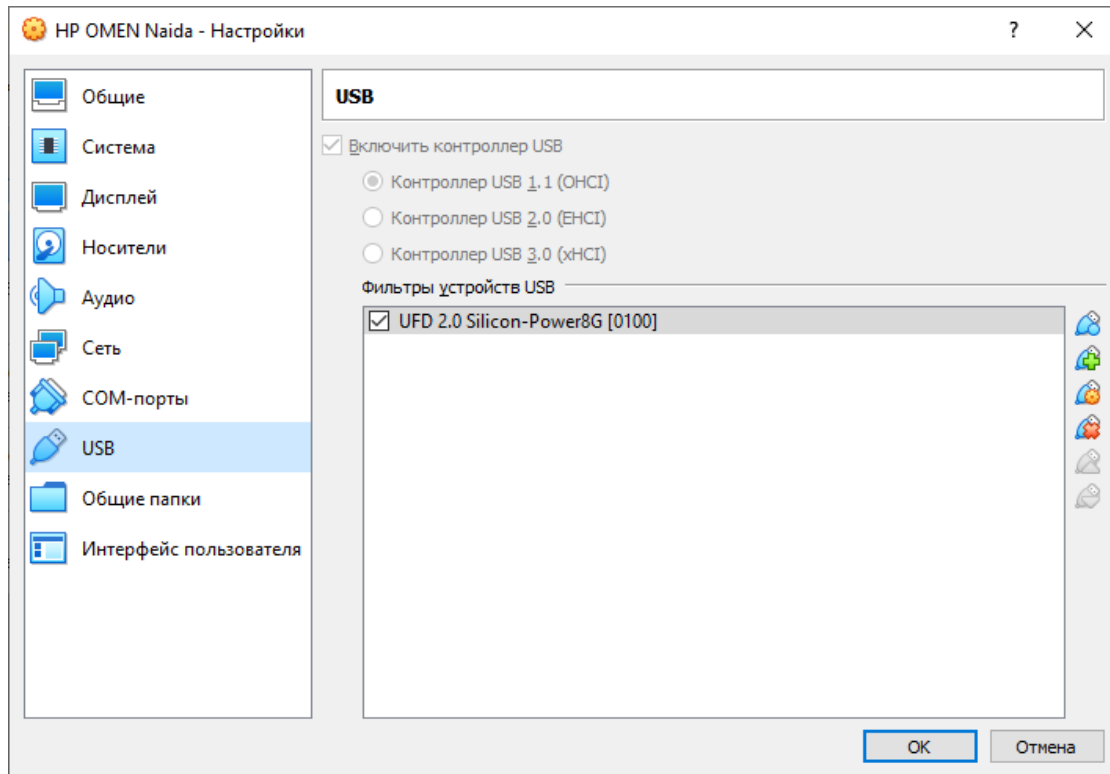 HP OMEN Naida - Настройки
?
Общие
Система
Дисплей
Носители
Аудио
Сеть
COM-порты
USB
Общие папки
Интерфейс пользователя
USB
Включить контроллер USB
Контроллер USB 1.1 (OHCI)
Контроллер USB 2.0 (EHCI)
Контроллер USB 3.0 (xHCI)
Фильтры устройств USB
UFD 2.0 Silicon-Power8G [0100]
OK
Отмена